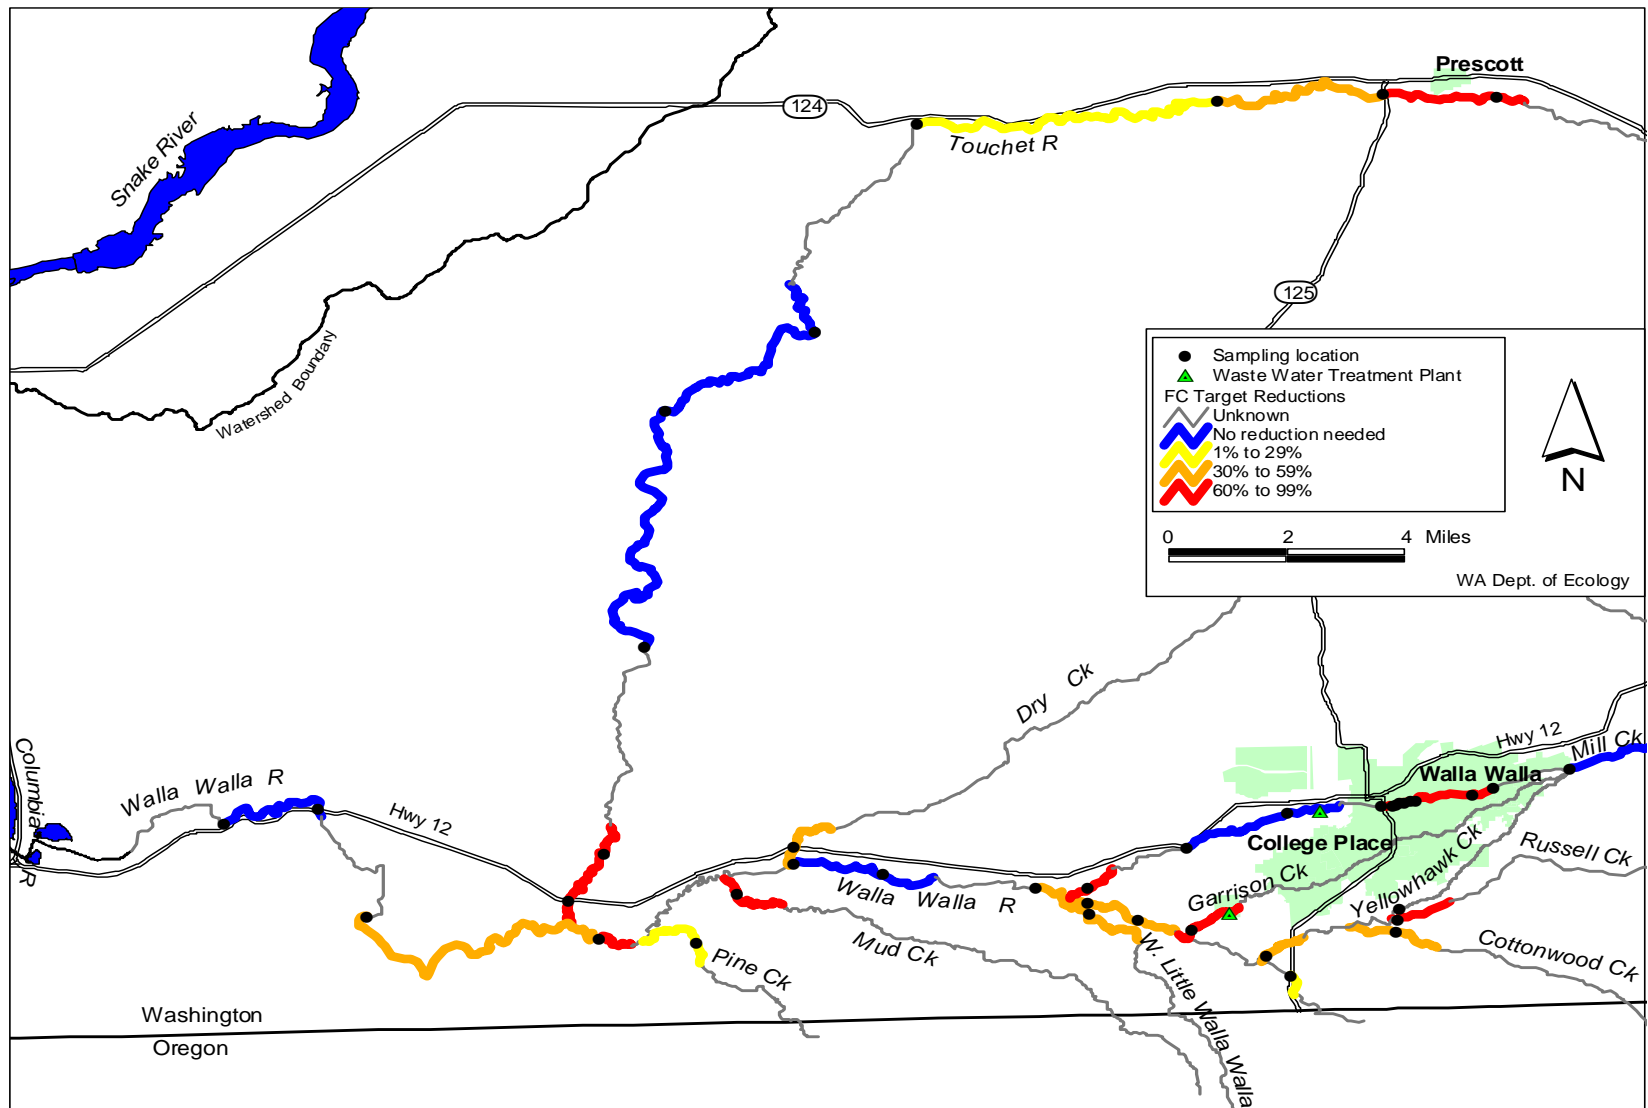 Prescott
124
Touchet R
Snake River
125
Watershed Boundary
Sampling location
Waste Water Treatment Plant
FC Target Reductions
Unknown
No reduction needed
1% to 29%
30% to 59%
60% to 99%
N
0 2 4 Miles
WA Dept. of Ecology
Dry Ck
Hwy 12
Mill Ck
Columbia R
Walla Walla R
Walla Walla
Hwy 12
College Place
Yellowhawk Ck
Russell Ck
Garrison Ck
Walla Walla R
Mud Ck
W. Little Walla Walla
Cottonwood Ck
Pine Ck
Washington
Oregon